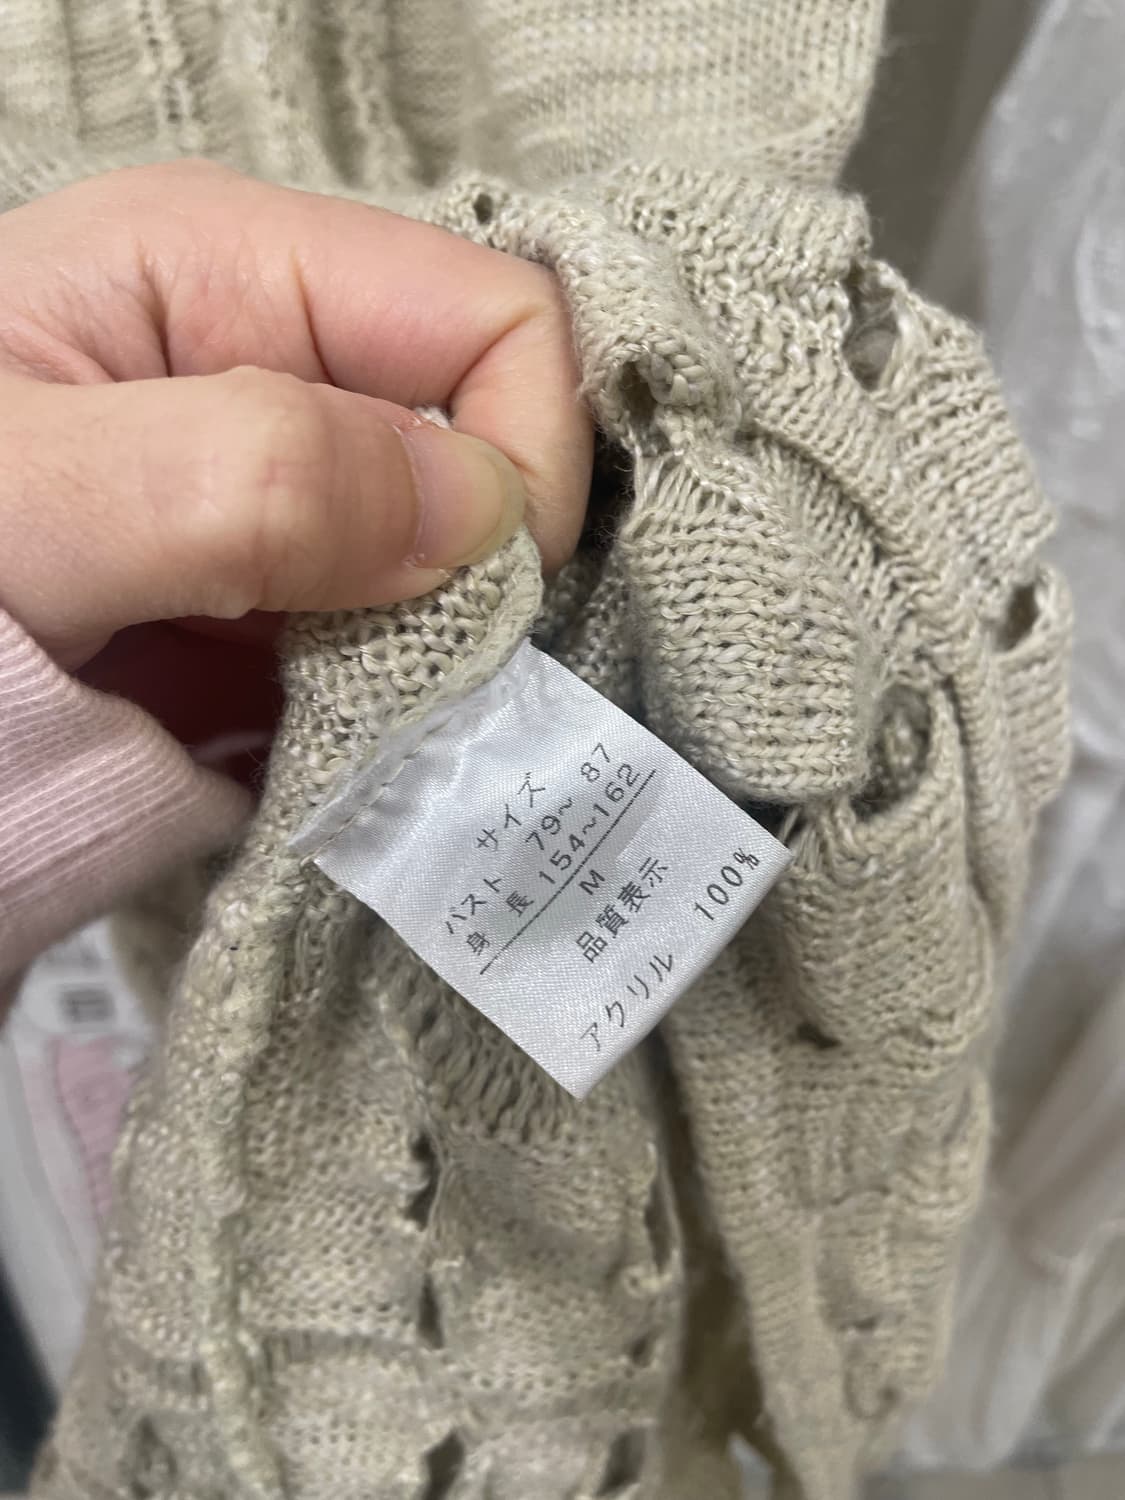 サイズ
バスト 79~ 87
身 長 154~162
M
品質表示
アクリル 100%